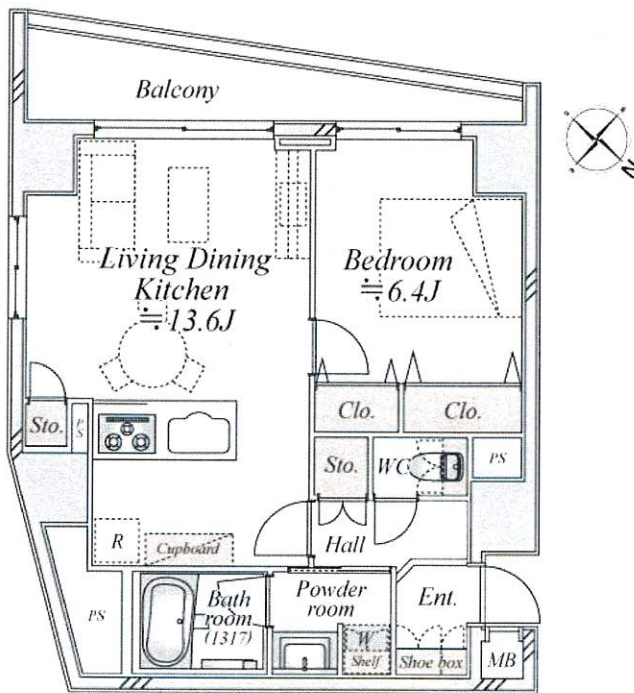 Balcony
N
Living Dining
Kitchen
≒ 13.6J
Bedroom
≒ 6.4J
Sto.
PS
Clo.
Clo.
Sto.
WC
PS
R
Cupboard
Hall
PS
Bath
room
(1317)
Powder
room
W
Shelf
Ent.
Shoe box
MB